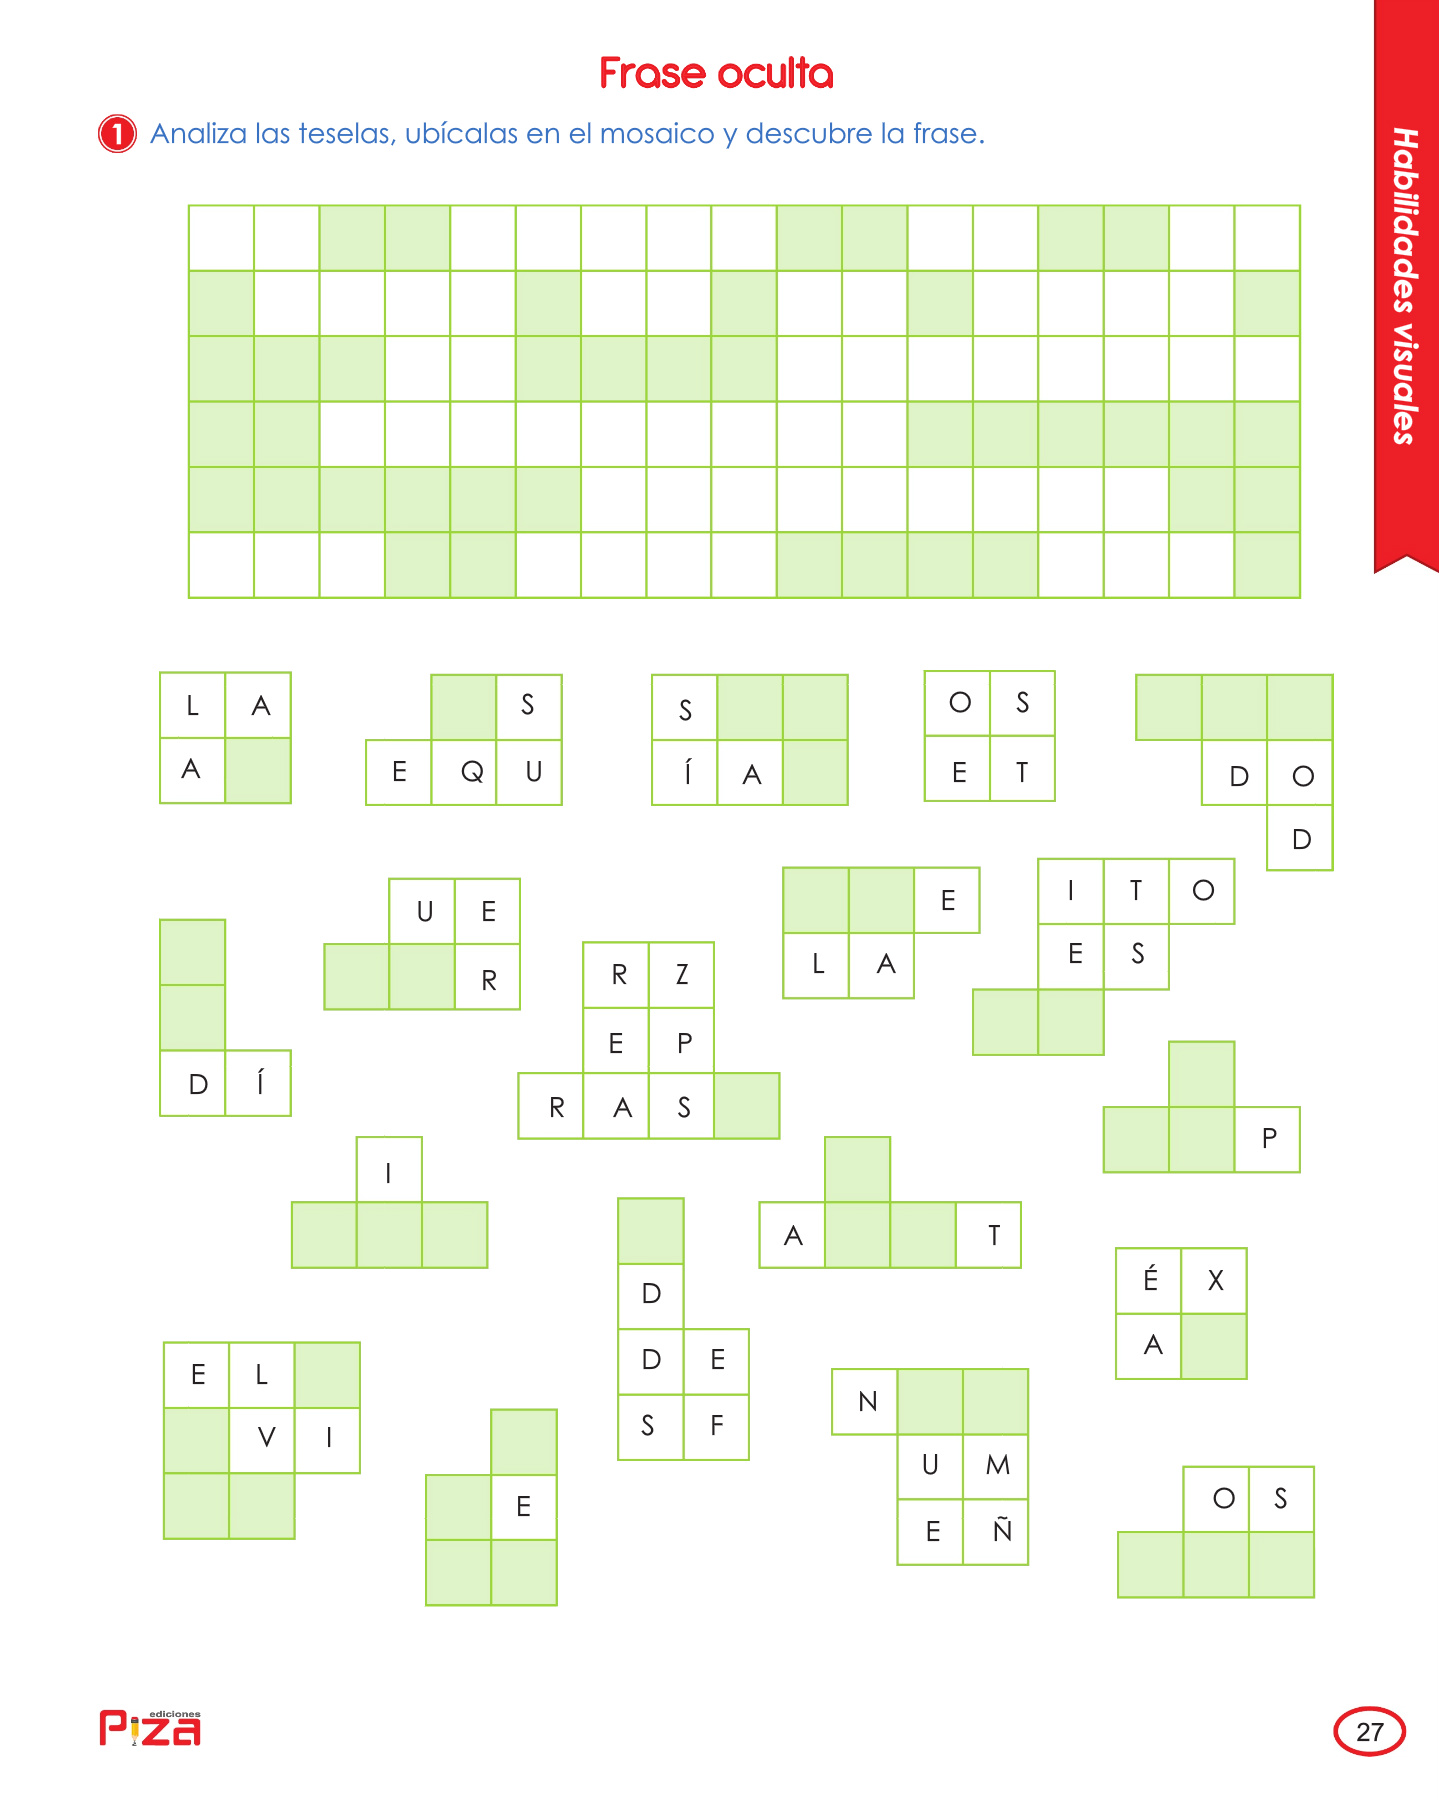 Frase oculta
1 Analiza las teselas, ubícalas en el mosaico y descubre la frase.
Habilidades visuales
L A
A
S
E Q U
S
Í A
O S
E T
D O
D
U E
R
E
L A
I T O
E S
D Í
R Z
E P
R A S
P
I
A T
É X
A
D
D E
S F
E L
V I
E
N
U M
E Ñ
O S
ediciones
Piza
27